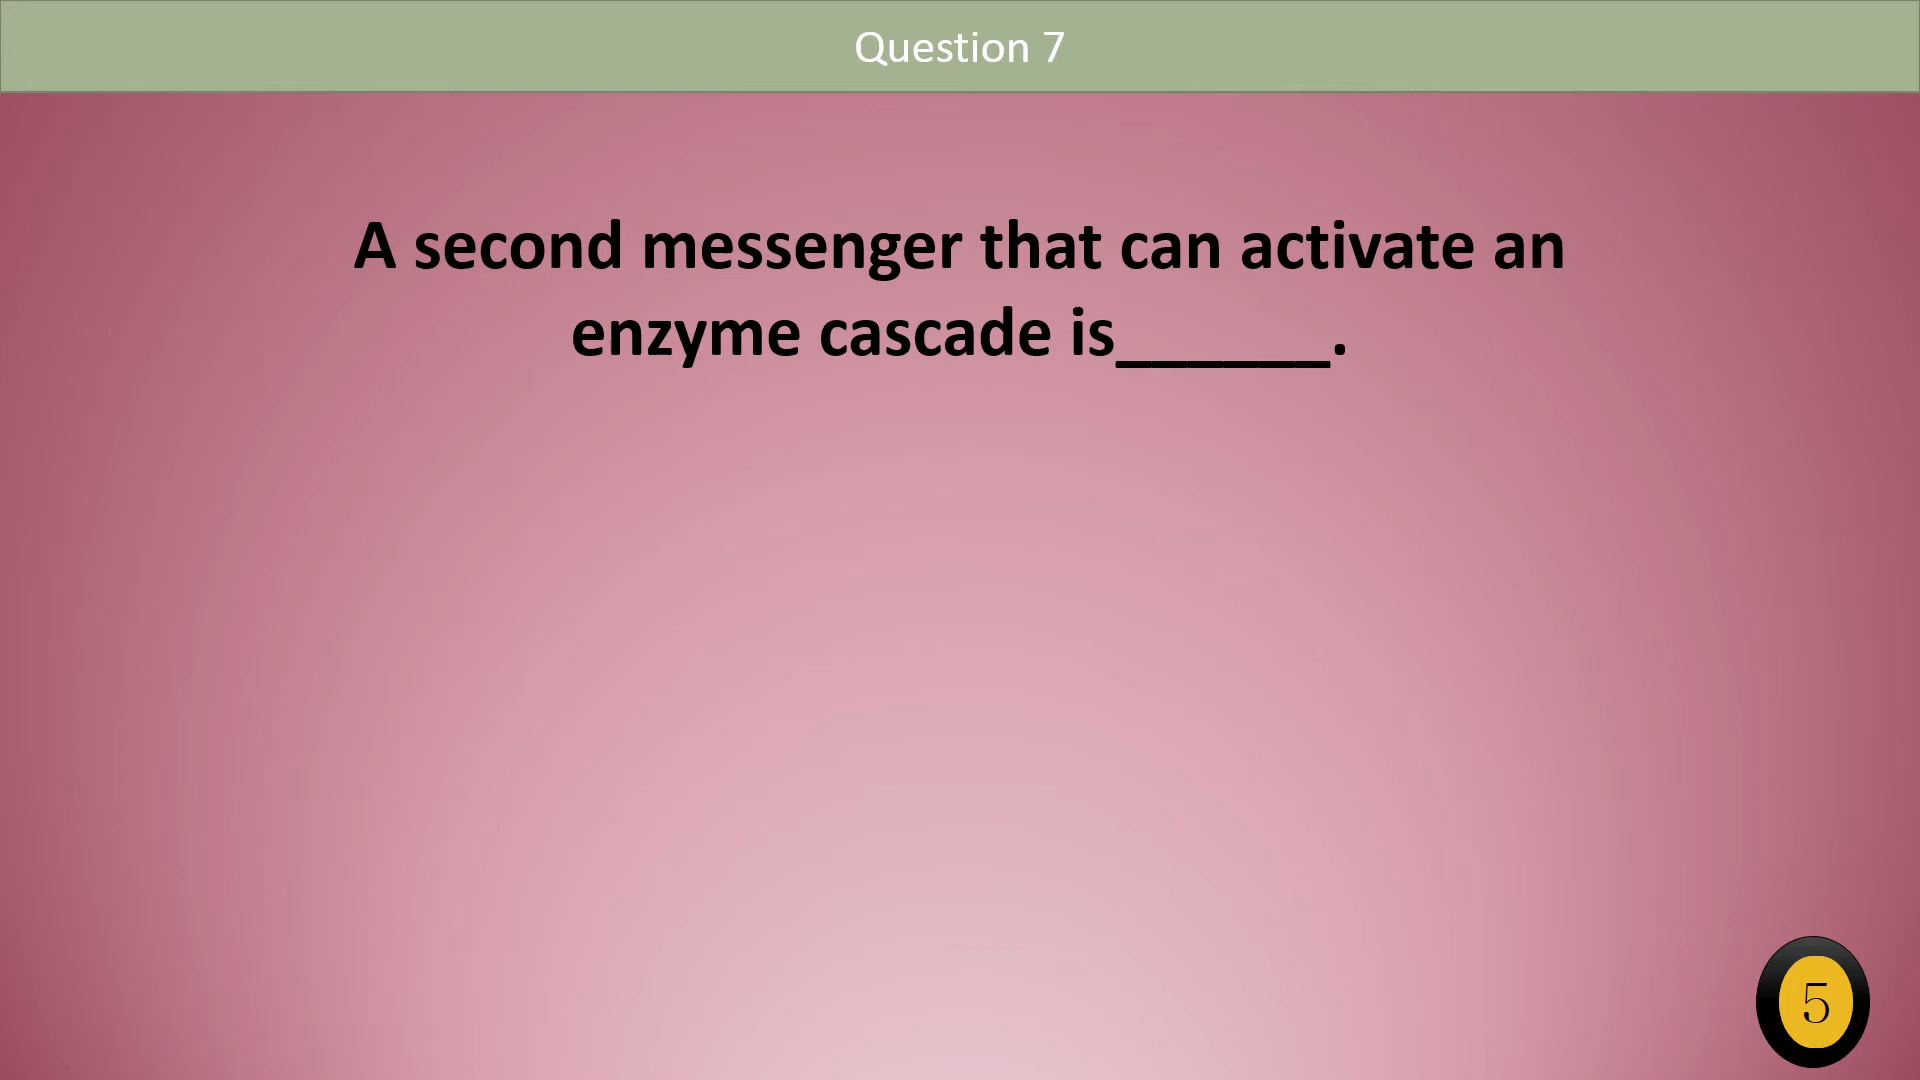 Question 7
A second messenger that can activate an
enzyme cascade is______.
5